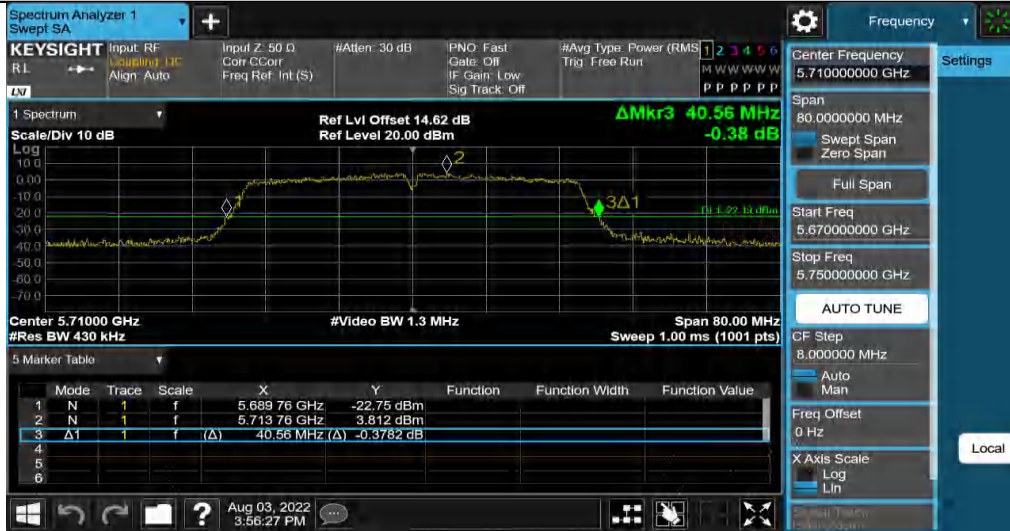 Spectrum Analyzer 1
Swept SA
+
Frequency
KEYSIGHT
RL
LXI
Input: RF
Coupling: DC
Align: Auto
Input Z: 50 Ω
Corr CCorr
Freq Ref: Int (S)
#Atten: 30 dB
PNO: Fast
Gate: Off
IF Gain: Low
Sig Track: Off
#Avg Type: Power (RMS
Trig: Free Run
1 2 3 4 5 6
M W W W W W
P P P P P P
Center Frequency
5.710000000 GHz
Settings
Span
80.0000000 MHz
Swept Span
Zero Span
Full Span
Start Freq
5.670000000 GHz
Stop Freq
5.750000000 GHz
AUTO TUNE
CF Step
8.000000 MHz
Auto
Man
Freq Offset
0 Hz
X Axis Scale
Log
Lin
Local
1 Spectrum
Scale/Div 10 dB
Ref Lvl Offset 14.62 dB
Ref Level 20.00 dBm
ΔMkr3 40.56 MHz
-0.38 dB
Log
10.0
0.00
-10.0
-20.0
-30.0
-40.0
-50.0
-60.0
-70.0
2
3Δ1
Center 5.71000 GHz
#Video BW 1.3 MHz
Span 80.00 MHz
#Res BW 430 kHz
Sweep 1.00 ms (1001 pts)
5 Marker Table
Mode Trace Scale X Y Function Function Width Function Value
1 N 1 f 5.689 76 GHz -22.75 dBm
2 N 1 f 5.713 76 GHz 3.812 dBm
3 Δ1 1 f (Δ) 40.56 MHz (Δ) -0.3782 dB
4
5
6
?
Aug 03, 2022
3:56:27 PM